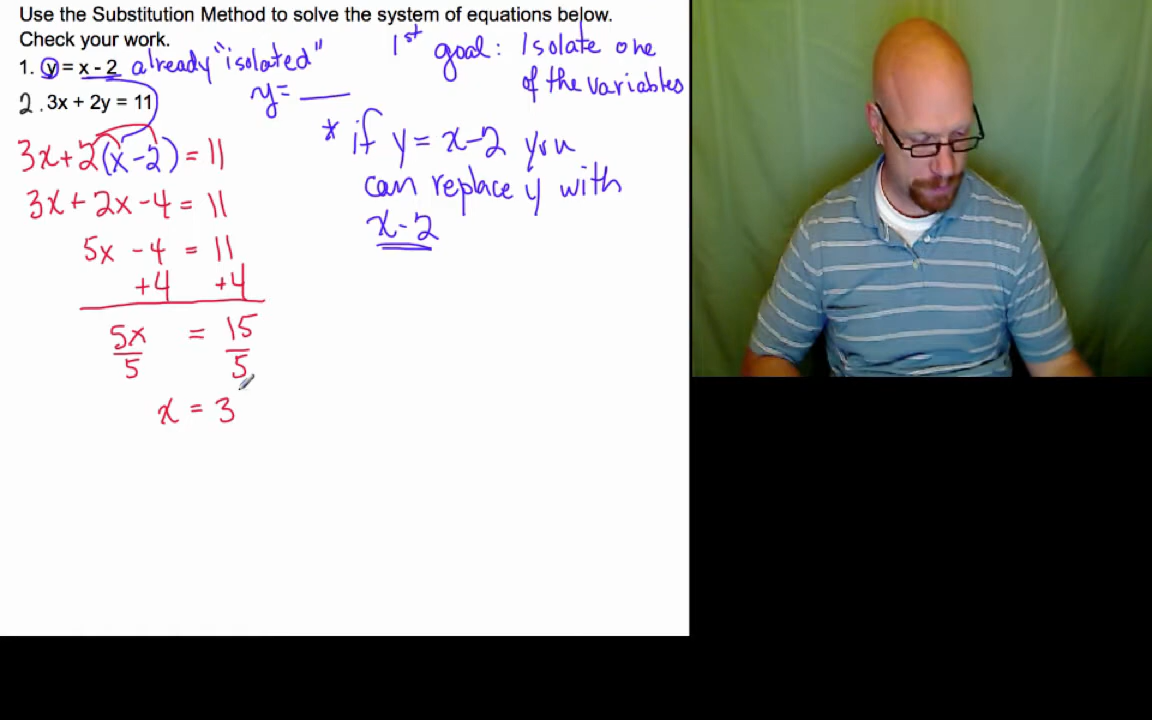 Use the Substitution Method to solve the system of equations below.
Check your work.
1. y = x - 2 already "isolated"
y = ___
2. 3x + 2y = 11
1st goal: Isolate one
of the variables
* if y = x - 2 you
can replace y with
x - 2
3x + 2(x - 2) = 11
3x + 2x - 4 = 11
5x - 4 = 11
+4 +4
5x = 15
5 5
x = 3